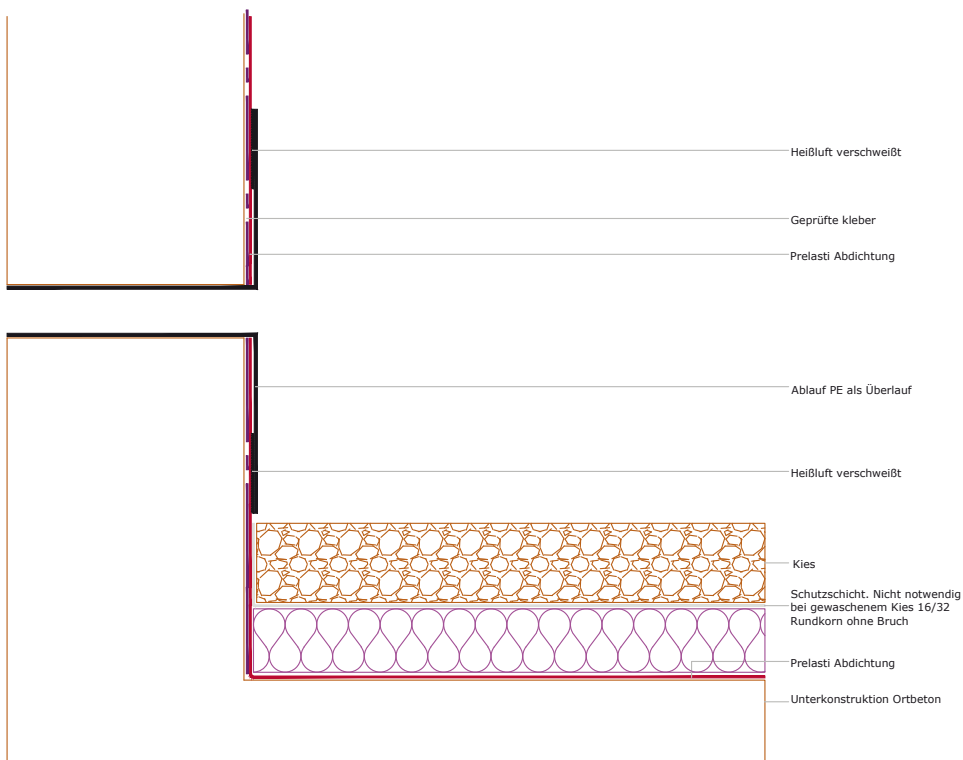 Heißluft verschweißt
Geprüfte kleber
Prelasti Abdichtung
Ablauf PE als Überlauf
Heißluft verschweißt
Kies
Schutzschicht. Nicht notwendig
bei gewaschenem Kies 16/32
Rundkorn ohne Bruch
Prelasti Abdichtung
Unterkonstruktion Ortbeton